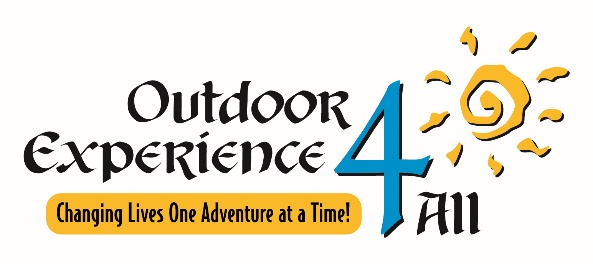 Outdoor
Experience 4 All
Changing Lives One Adventure at a Time!